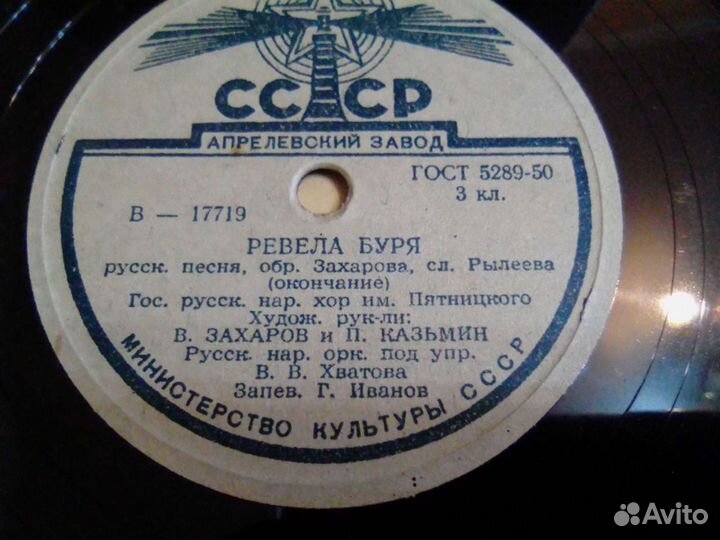 СССР
АПРЕЛЕВСКИЙ ЗАВОД
ГОСТ 5289-50
3 кл.
В — 17719
РЕВЕЛА БУРЯ
русск. песня, обр. Захарова, сл. Рылеева
(окончание)
Гос. русск. нар. хор им. Пятницкого
Худож. рук-ли:
В. ЗАХАРОВ и П. КАЗЬМИН
Русск. нар. орк. под упр.
В. В. Хватова
Запев. Г. Иванов
МИНИСТЕРСТВО КУЛЬТУРЫ СССР
Avito